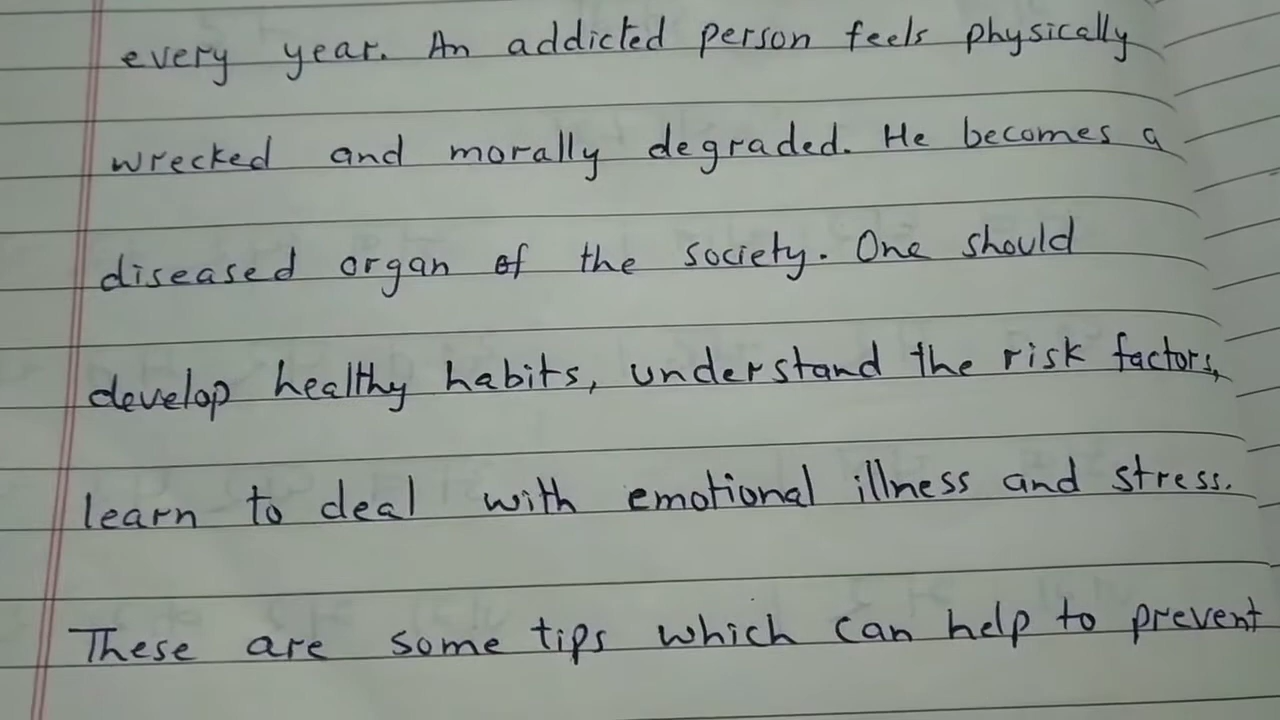 every year. An addicted person feels physically
wrecked and morally degraded. He becomes a
diseased organ of the society. One should
develop healthy habits, understand the risk factors,
learn to deal with emotional illness and stress.
These are some tips which can help to prevent